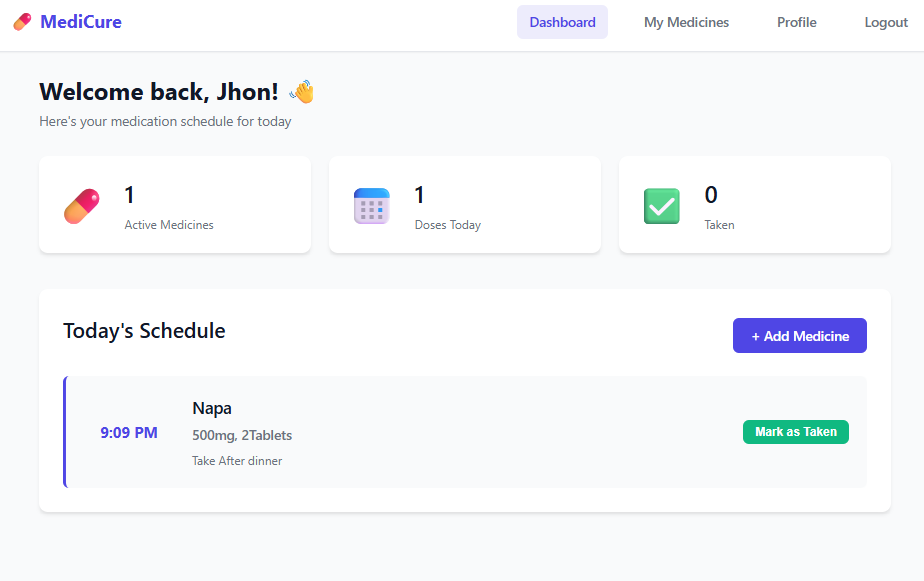 MediCure
Dashboard
My Medicines
Profile
Logout
Welcome back, Jhon! 👋
Here's your medication schedule for today
1
Active Medicines
1
Doses Today
0
Taken
Today's Schedule
+ Add Medicine
9:09 PM
Napa
500mg, 2Tablets
Take After dinner
Mark as Taken